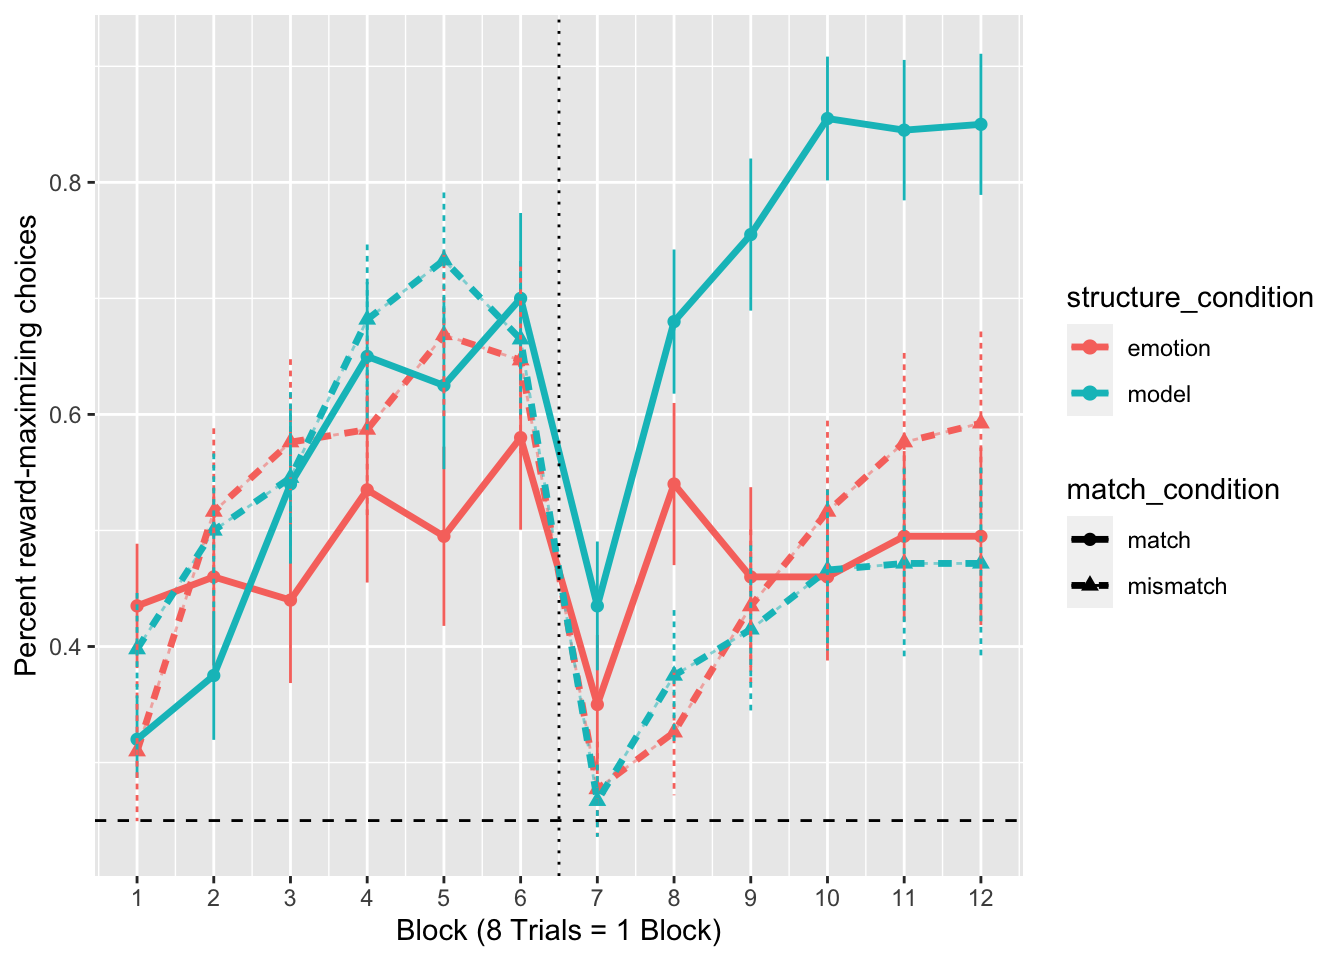 Percent reward-maximizing choices
0.8
0.6
0.4
1 2 3 4 5 6 7 8 9 10 11 12
Block (8 Trials = 1 Block)
structure_condition
emotion
model
match_condition
match
mismatch